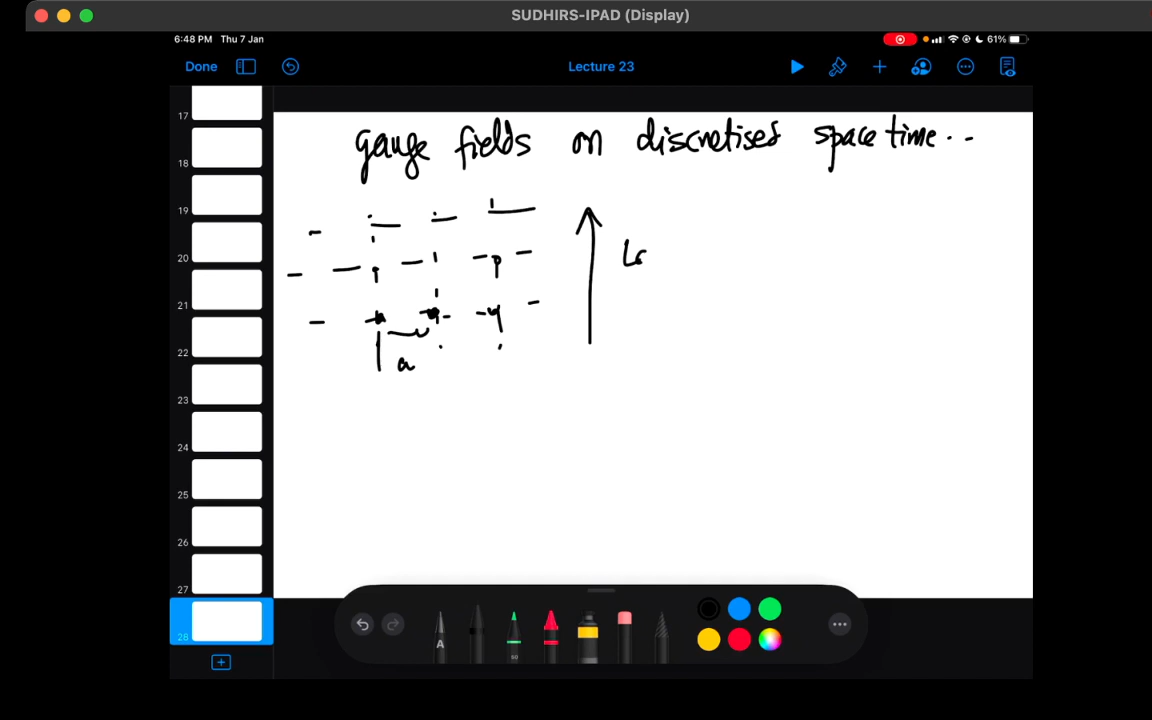 SUDHIRS-IPAD (Display)
6:48 PM Thu 7 Jan
61%
Done
Lecture 23
gauge fields on discretised space time...
a
17
18
19
20
21
22
23
24
25
26
27
28
A
50